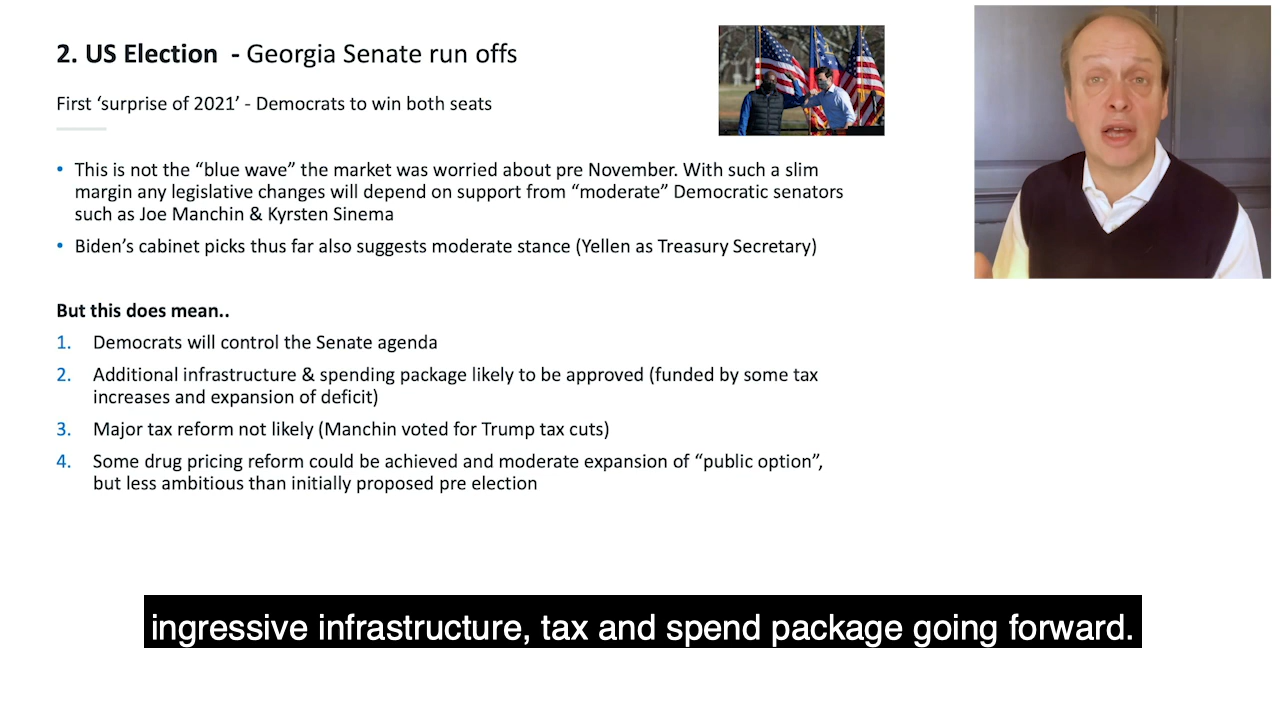 2. US Election - Georgia Senate run offs
First ‘surprise of 2021’ - Democrats to win both seats
• This is not the “blue wave” the market was worried about pre November. With such a slim
margin any legislative changes will depend on support from “moderate” Democratic senators
such as Joe Manchin & Kyrsten Sinema
• Biden’s cabinet picks thus far also suggests moderate stance (Yellen as Treasury Secretary)
But this does mean..
1. Democrats will control the Senate agenda
2. Additional infrastructure & spending package likely to be approved (funded by some tax
increases and expansion of deficit)
3. Major tax reform not likely (Manchin voted for Trump tax cuts)
4. Some drug pricing reform could be achieved and moderate expansion of “public option”,
but less ambitious than initially proposed pre election
ingressive infrastructure, tax and spend package going forward.